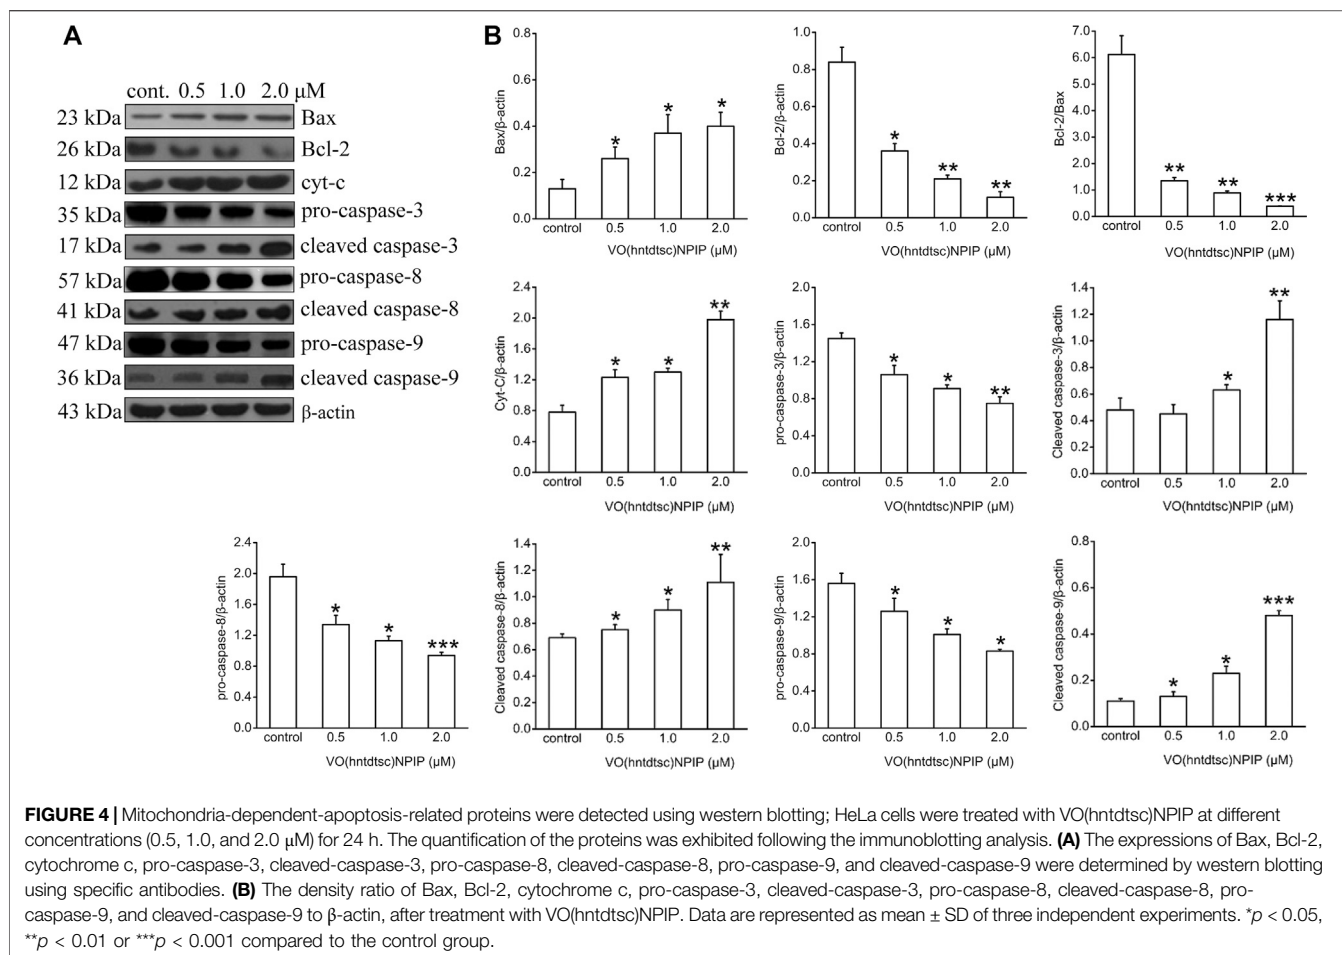 A
cont. 0.5 1.0 2.0 μM
23 kDa Bax
26 kDa Bcl-2
12 kDa cyt-c
35 kDa pro-caspase-3
17 kDa cleaved caspase-3
57 kDa pro-caspase-8
41 kDa cleaved caspase-8
47 kDa pro-caspase-9
36 kDa cleaved caspase-9
43 kDa β-actin
B
Bax/β-actin
0.8
0.6
0.4
0.2
0.0
* * *
control 0.5 1.0 2.0
VO(hntdtsc)NPIP (μM)
Bcl-2/β-actin
1.0
0.8
0.6
0.4
0.2
0.0
* ** **
control 0.5 1.0 2.0
VO(hntdtsc)NPIP (μM)
Bcl-2/Bax
7.0
6.0
5.0
4.0
3.0
2.0
1.0
0.0
** ** ***
control 0.5 1.0 2.0
VO(hntdtsc)NPIP (μM)
Cyt-C/β-actin
2.4
2.0
1.6
1.2
0.8
0.4
0.0
* * **
control 0.5 1.0 2.0
VO(hntdtsc)NPIP (μM)
pro-caspase-3/β-actin
2.0
1.6
1.2
0.8
0.4
0.0
* * **
control 0.5 1.0 2.0
VO(hntdtsc)NPIP (μM)
Cleaved caspase-3/β-actin
1.4
1.2
1.0
0.8
0.6
0.4
0.2
0.0
* **
control 0.5 1.0 2.0
VO(hntdtsc)NPIP (μM)
pro-caspase-8/β-actin
2.4
2.0
1.6
1.2
0.8
0.4
0.0
* * ***
control 0.5 1.0 2.0
VO(hntdtsc)NPIP (μM)
Cleaved caspase-8/β-actin
1.4
1.2
1.0
0.8
0.6
0.4
0.2
0.0
* * **
control 0.5 1.0 2.0
VO(hntdtsc)NPIP (μM)
pro-caspase-9/β-actin
2.0
1.6
1.2
0.8
0.4
0.0
* * *
control 0.5 1.0 2.0
VO(hntdtsc)NPIP (μM)
Cleaved caspase-9/β-actin
0.8
0.6
0.4
0.2
0.0
* * ***
control 0.5 1.0 2.0
VO(hntdtsc)NPIP (μM)
FIGURE 4 | Mitochondria-dependent-apoptosis-related proteins were detected using western blotting; HeLa cells were treated with VO(hntdtsc)NPIP at different
concentrations (0.5, 1.0, and 2.0 μM) for 24 h. The quantification of the proteins was exhibited following the immunoblotting analysis. (A) The expressions of Bax, Bcl-2,
cytochrome c, pro-caspase-3, cleaved-caspase-3, pro-caspase-8, cleaved-caspase-8, pro-caspase-9, and cleaved-caspase-9 were determined by western blotting
using specific antibodies. (B) The density ratio of Bax, Bcl-2, cytochrome c, pro-caspase-3, cleaved-caspase-3, pro-caspase-8, cleaved-caspase-8, pro-
caspase-9, and cleaved-caspase-9 to β-actin, after treatment with VO(hntdtsc)NPIP. Data are represented as mean ± SD of three independent experiments. *p < 0.05,
**p < 0.01 or ***p < 0.001 compared to the control group.